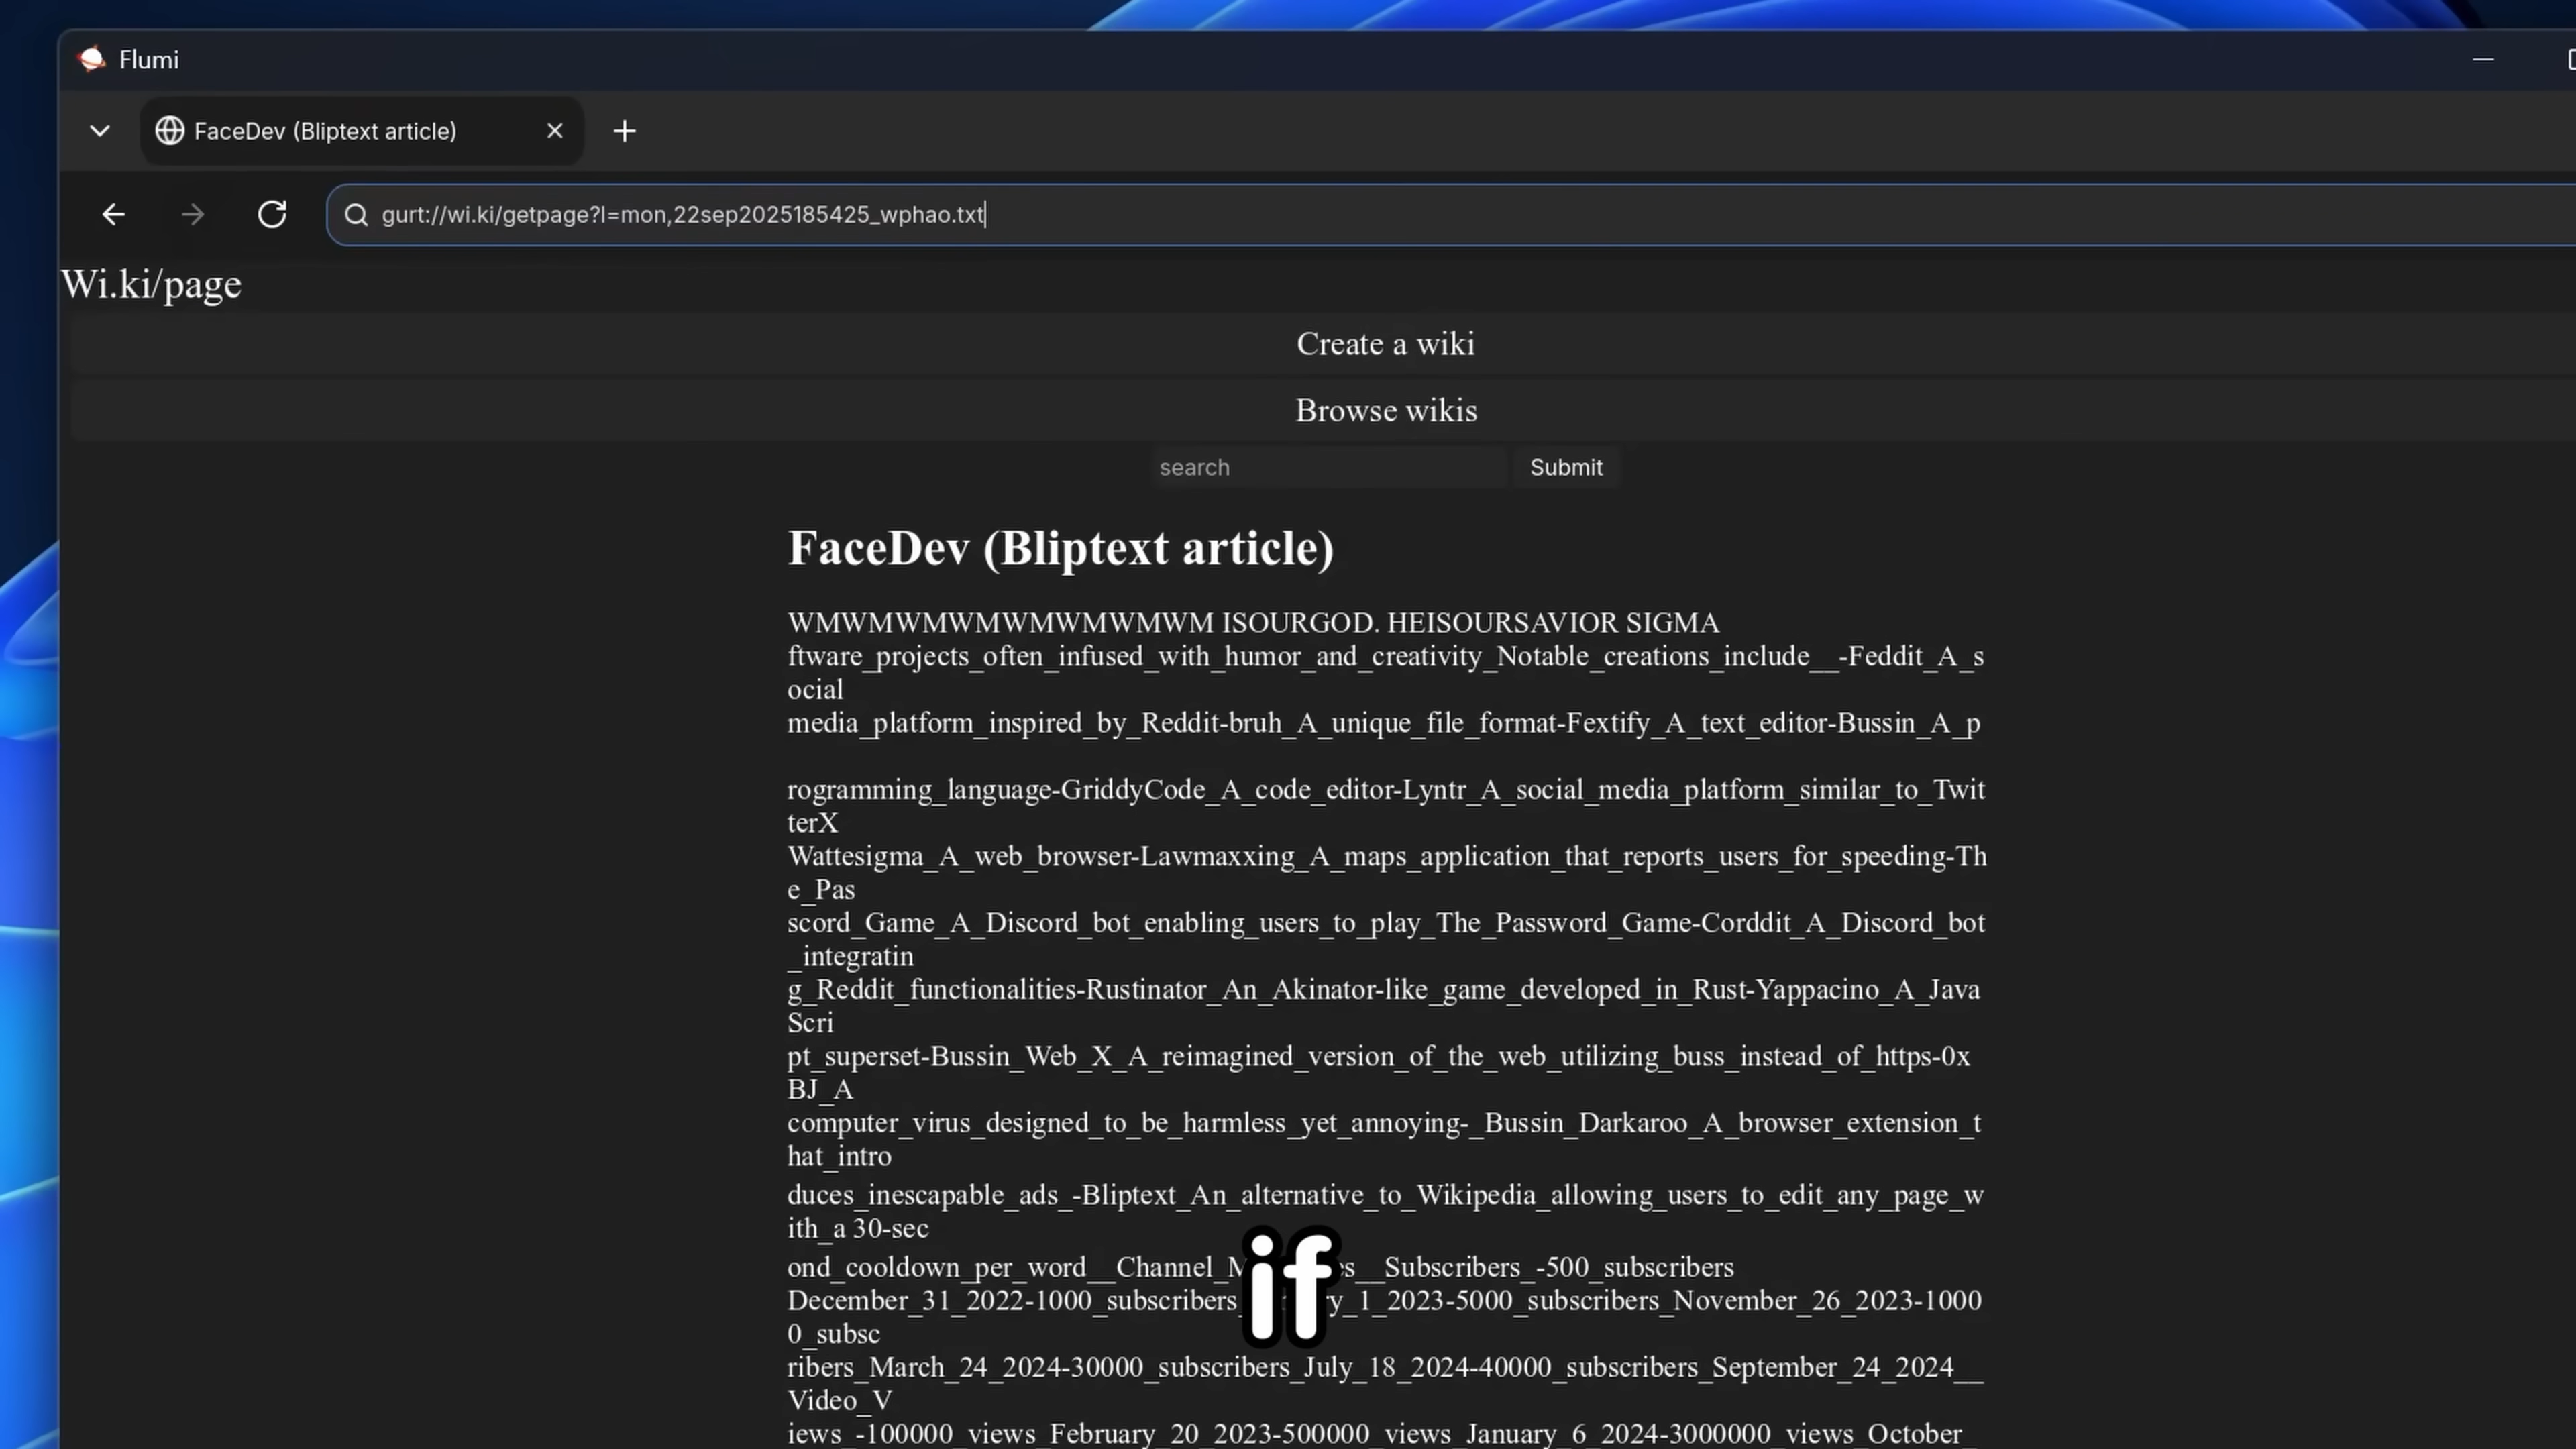 Flumi
FaceDev (Bliptext article)
gurt://wi.ki/getpage?l=mon,22sep2025185425_wphao.txt
Wi.ki/page
Create a wiki
Browse wikis
search Submit
FaceDev (Bliptext article)
WMWMWMWMWMWMWMWM ISOURGOD. HEISOURSAVIOR SIGMA
ftware_projects_often_infused_with_humor_and_creativity_Notable_creations_include__-Feddit_A_s
ocial
media_platform_inspired_by_Reddit-bruh_A_unique_file_format-Fextify_A_text_editor-Bussin_A_p
rogramming_language-GriddyCode_A_code_editor-Lyntr_A_social_media_platform_similar_to_Twit
terX
Wattesigma_A_web_browser-Lawmaxxing_A_maps_application_that_reports_users_for_speeding-Th
e_Pas
scord_Game_A_Discord_bot_enabling_users_to_play_The_Password_Game-Corddit_A_Discord_bot
_integratin
g_Reddit_functionalities-Rustinator_An_Akinator-like_game_developed_in_Rust-Yappacino_A_Java
Scri
pt_superset-Bussin_Web_X_A_reimagined_version_of_the_web_utilizing_buss_instead_of_https-0x
BJ_A
computer_virus_designed_to_be_harmless_yet_annoying-_Bussin_Darkaroo_A_browser_extension_t
hat_intro
duces_inescapable_ads_-Bliptext_An_alternative_to_Wikipedia_allowing_users_to_edit_any_page_w
ith_a 30-sec
ond_cooldown_per_word__Channel_ __Subscribers_-500_subscribers
December_31_2022-1000_subscribers_ _1_2023-5000_subscribers_November_26_2023-1000
0_subsc
ribers_March_24_2024-30000_subscribers_July_18_2024-40000_subscribers_September_24_2024__
Video_V
iews_-100000_views_February_20_2023-500000_views_January_6_2024-3000000_views_October_
if